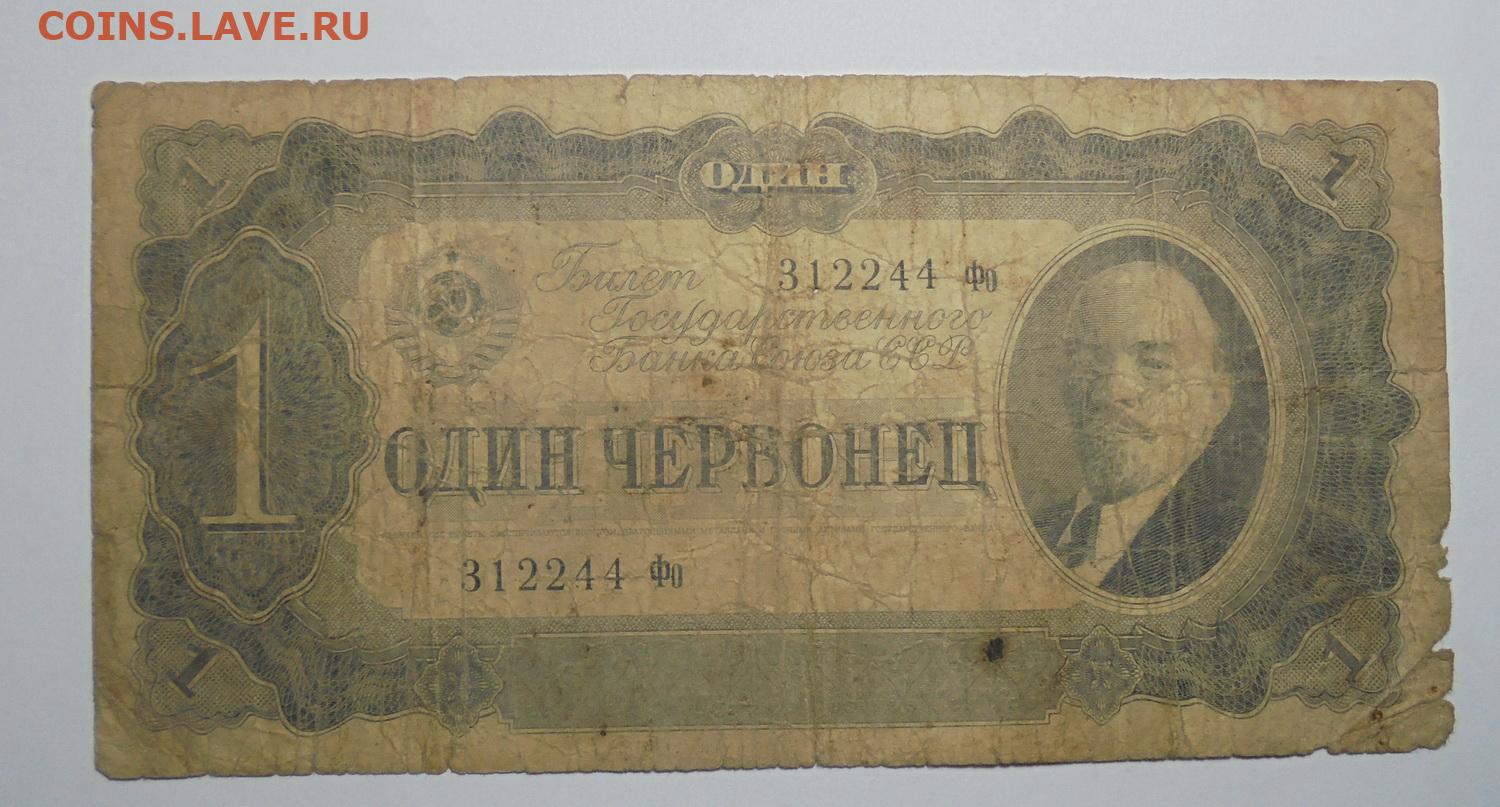 COINS.LAVE.RU
1
ОДИН
1
Билет
312244 Фо
Государственного
Банка Союза ССР
1
ОДИН ЧЕРВОНЕЦ
312244 Фо
1
1